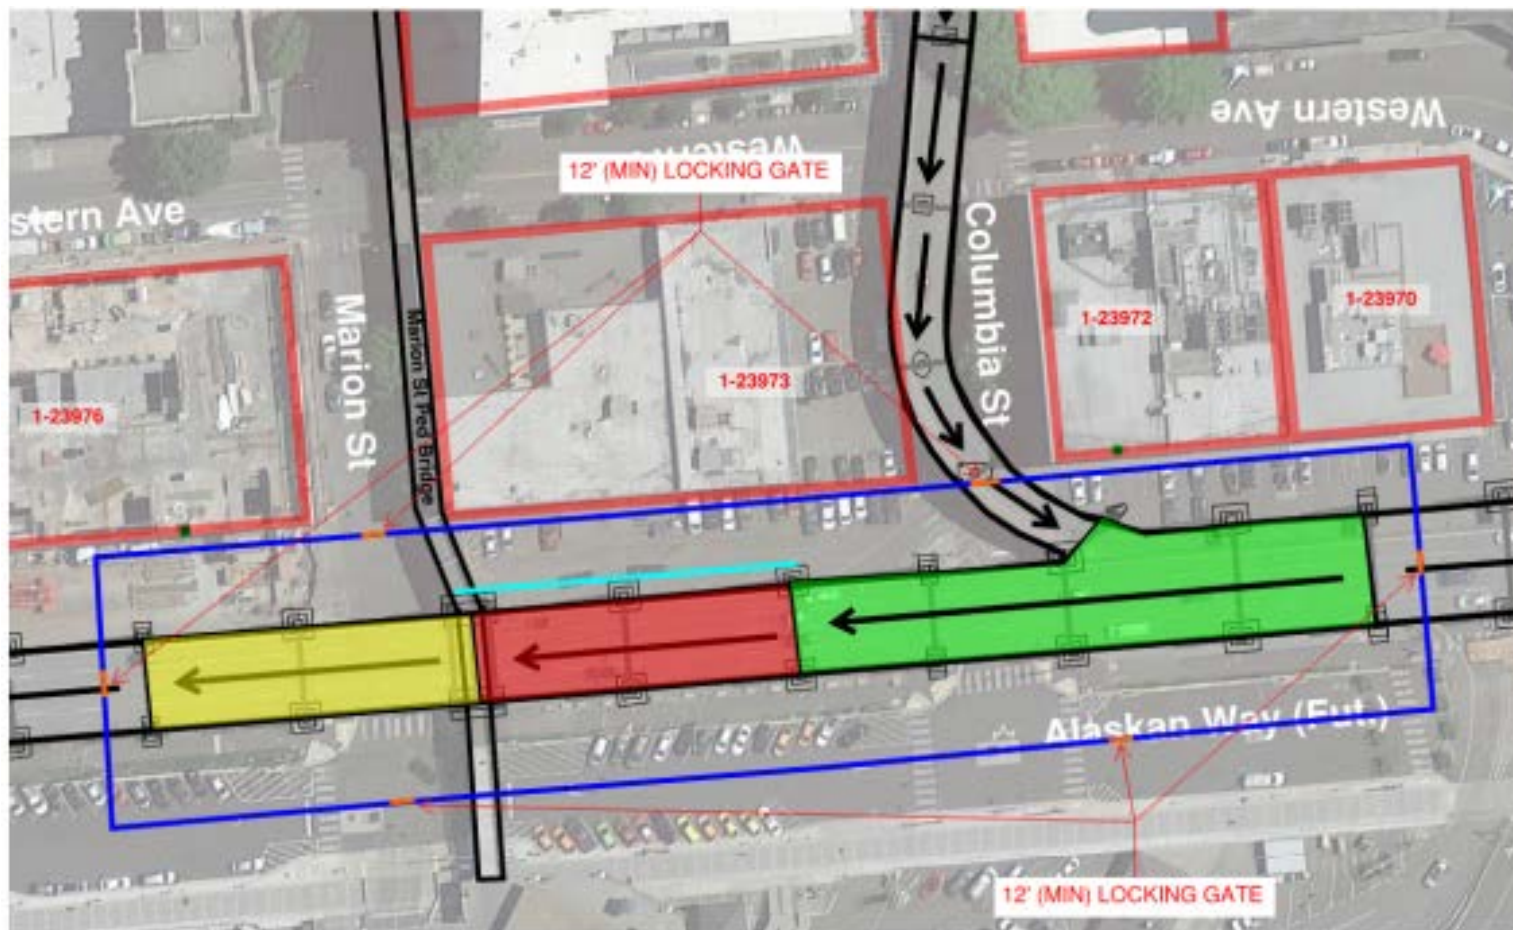 Western Ave
Western
12' (MIN) LOCKING GATE
stern Ave
Columbia St
Marion St
Marion St Ped Bridge
1-23970
1-23972
1-23973
1-23976
Alaskan Way (Fut.)
12' (MIN) LOCKING GATE